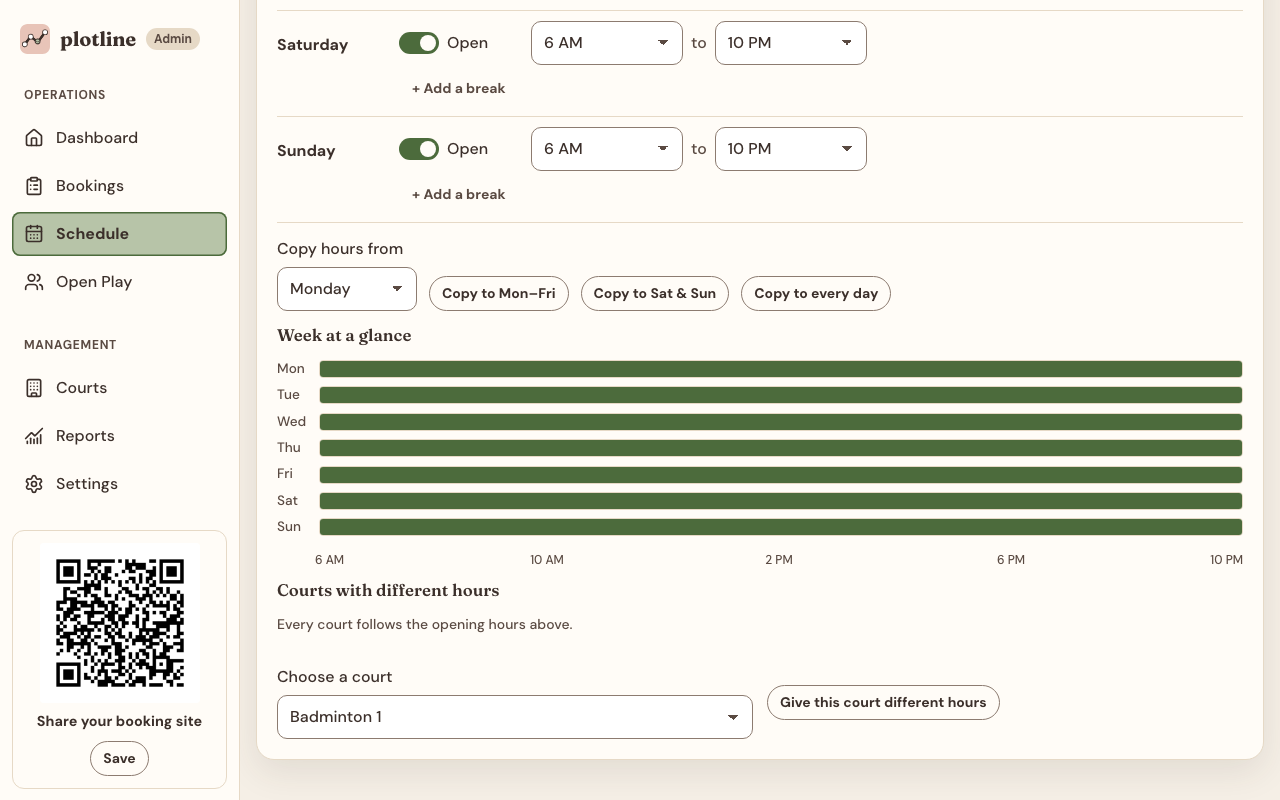 plotline Admin
OPERATIONS
Dashboard
Bookings
Schedule
Open Play
MANAGEMENT
Courts
Reports
Settings
Share your booking site
Save
Saturday Open 6 AM to 10 PM
+ Add a break
Sunday Open 6 AM to 10 PM
+ Add a break
Copy hours from
Monday Copy to Mon–Fri Copy to Sat & Sun Copy to every day
Week at a glance
Mon
Tue
Wed
Thu
Fri
Sat
Sun
6 AM 10 AM 2 PM 6 PM 10 PM
Courts with different hours
Every court follows the opening hours above.
Choose a court
Badminton 1 Give this court different hours